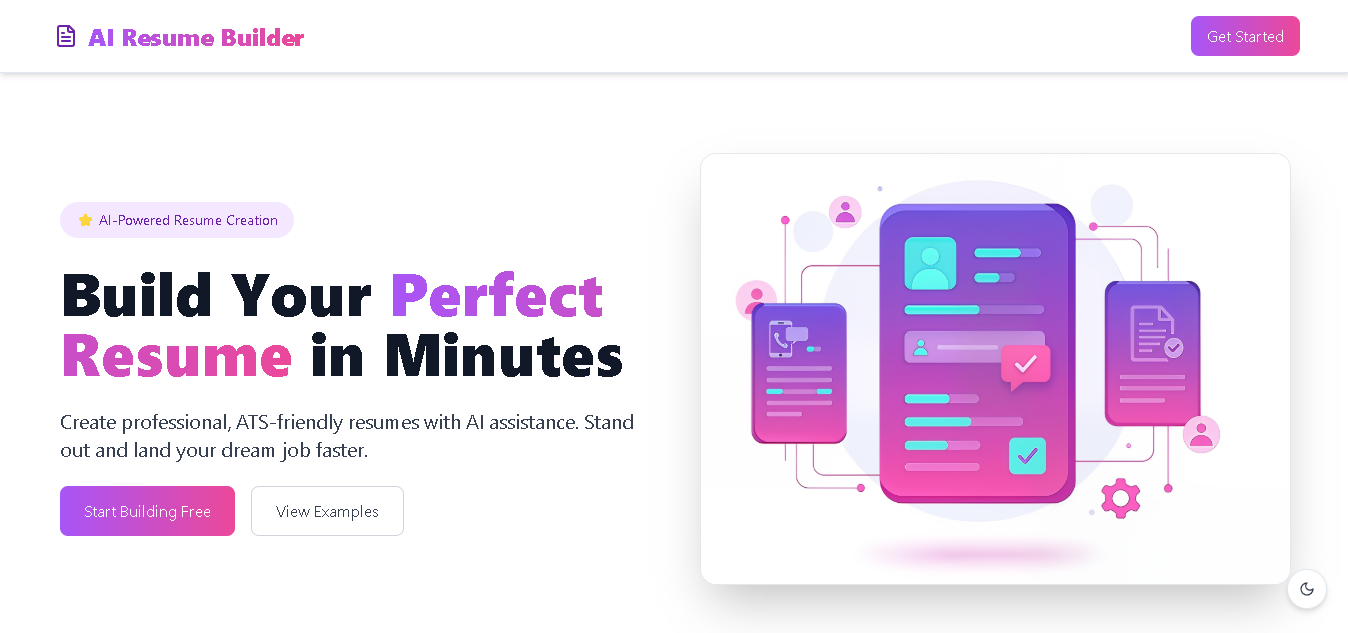 AI Resume Builder
Get Started
AI-Powered Resume Creation
Build Your Perfect
Resume in Minutes
Create professional, ATS-friendly resumes with AI assistance. Stand
out and land your dream job faster.
Start Building Free
View Examples